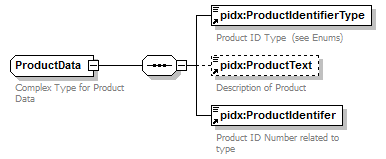 pidx:ProductIdentifierType
Product ID Type (see Enums)
ProductData
Complex Type for Product
Data
pidx:ProductText
Description of Product
pidx:ProductIdentifer
Product ID Number related to
type